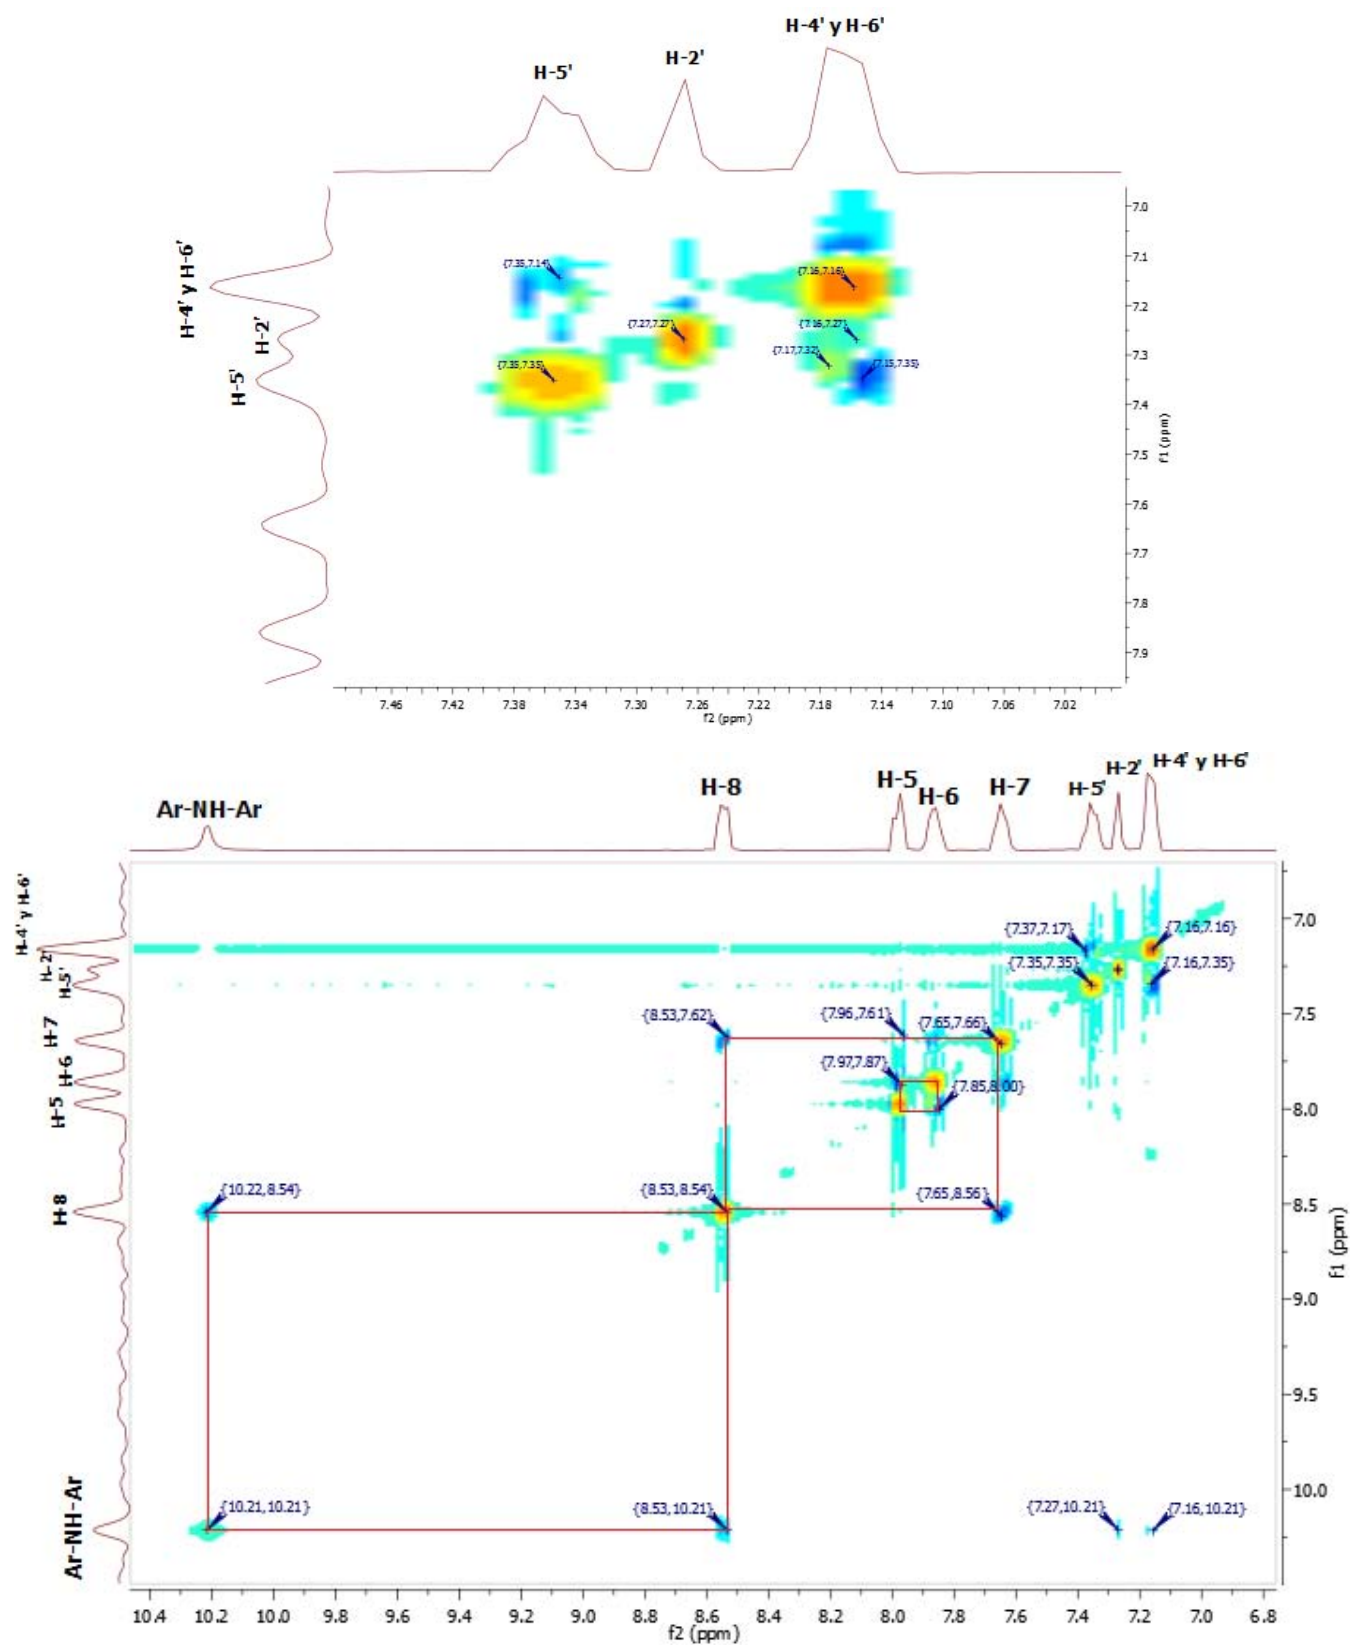 H-4' y H-6'
H-2'
H-5'
H-4' y H-6'
H-2'
H-5'
{7.35,7.14}
{7.16,7.16}
{7.27,7.27}
{7.16,7.27}
{7.17,7.32}
{7.35,7.35}
{7.15,7.35}
7.0
7.1
7.2
7.3
7.4
7.5
7.6
7.7
7.8
7.9
f1 (ppm)
7.46 7.42 7.38 7.34 7.30 7.26 7.22 7.18 7.14 7.10 7.06 7.02
f2 (ppm)
Ar-NH-Ar
H-8
H-5
H-6
H-7
H-5'
H-2'
H-4' y H-6'
H-4' y H-6'
H-2'
H-5'
H-7
H-6
H-5
H-8
Ar-NH-Ar
{7.37,7.17} {7.16,7.16}
{7.35,7.35} {7.16,7.35}
{8.53,7.62} {7.96,7.61} {7.65,7.66}
{7.97,7.87} {7.85,8.00}
{10.22,8.54} {8.53,8.54} {7.65,8.56}
{10.21,10.21} {8.53,10.21} {7.27,10.21} {7.16,10.21}
7.0
7.5
8.0
8.5
9.0
9.5
10.0
f1 (ppm)
10.4 10.2 10.0 9.8 9.6 9.4 9.2 9.0 8.8 8.6 8.4 8.2 8.0 7.8 7.6 7.4 7.2 7.0 6.8
f2 (ppm)